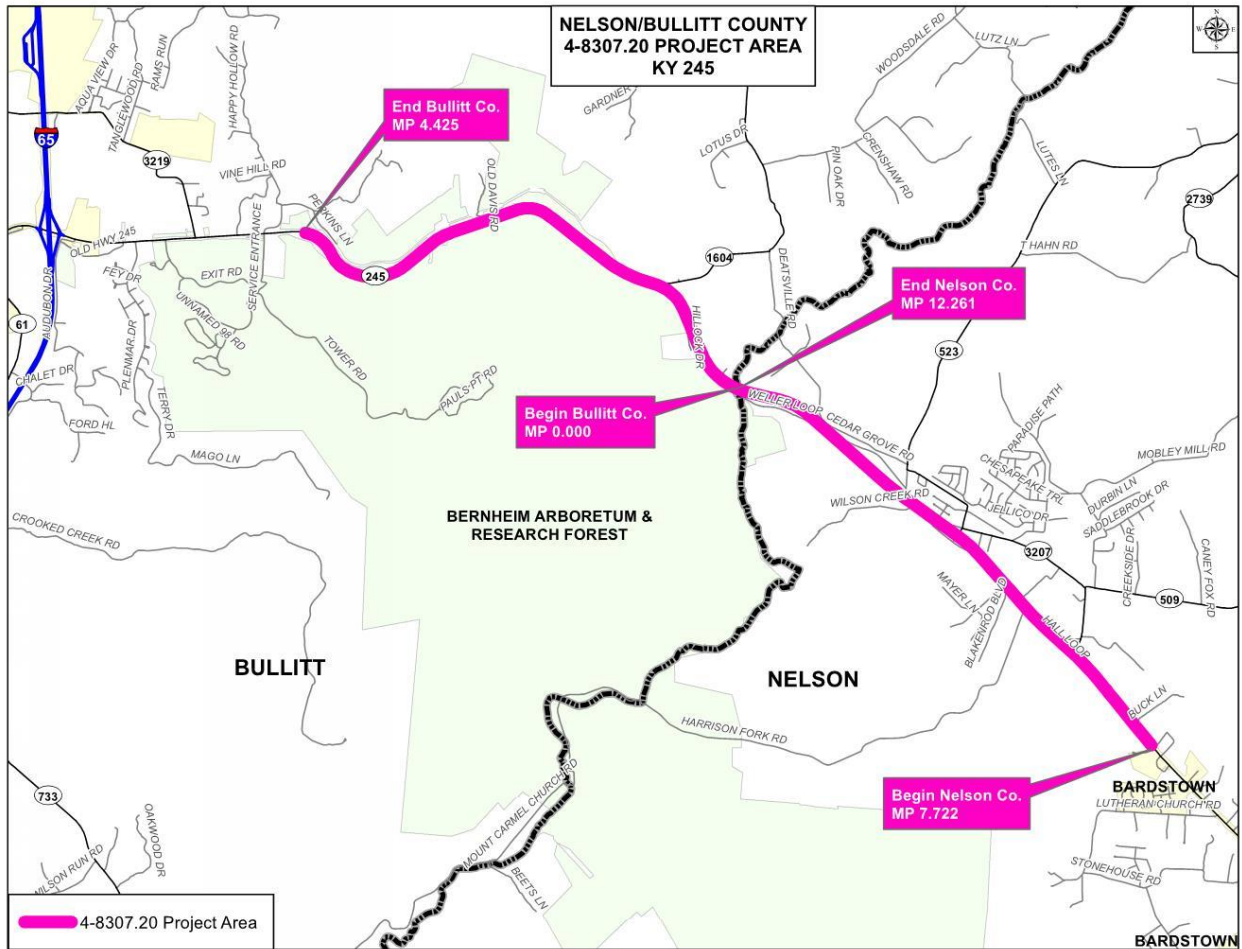 NELSON/BULLITT COUNTY
4-8307.20 PROJECT AREA
KY 245
N
W
E
S
WOODSDALE RD
LUTZ LN
AQUA VIEW DR
TANGLEWOOD RD
RAMS RUN
HAPPY HOLLOW RD
GARDNER
End Bullitt Co.
MP 4.425
65
3219
VINE HILL RD
LOTUS DR
PIN OAK DR
CRENSHAW RD
LUTES LN
OLD DAVIS RD
PERKINS LN
2739
OLD HWY 245
SERVICE ENTRANCE
T HAHN RD
FEY DR
EXIT RD
245
1604
DEATSVILLE RD
AUDUBON DR
UNNAMED 98 RD
End Nelson Co.
MP 12.261
61
PLENMAR DR
TOWER RD
HILLOCK DR
523
CHALET DR
TERRY DR
PAULS PT RD
Begin Bullitt Co.
MP 0.000
WELLER LOOP
CEDAR GROVE RD
PARADISE PATH
FORD HL
MAGO LN
CHESAPEAKE TRL
MOBLEY MILL RD
WILSON CREEK RD
JELLICO DR
DURBIN LN
SADDLEBROOK DR
BERNHEIM ARBORETUM &
RESEARCH FOREST
CROOKED CREEK RD
3207
CREEKSIDE DR
CANEY FOX RD
MAYER LN
BLAKENROD BLVD
509
HALL LOOP
BULLITT
NELSON
BUCK LN
HARRISON FORK RD
Begin Nelson Co.
MP 7.722
BARDSTOWN
LUTHERAN CHURCH RD
733
OAKWOOD DR
MOUNT CARMEL CHURCH RD
BEETS LN
STONEHOUSE RD
WILSON RUN RD
4-8307.20 Project Area
BARDSTOWN